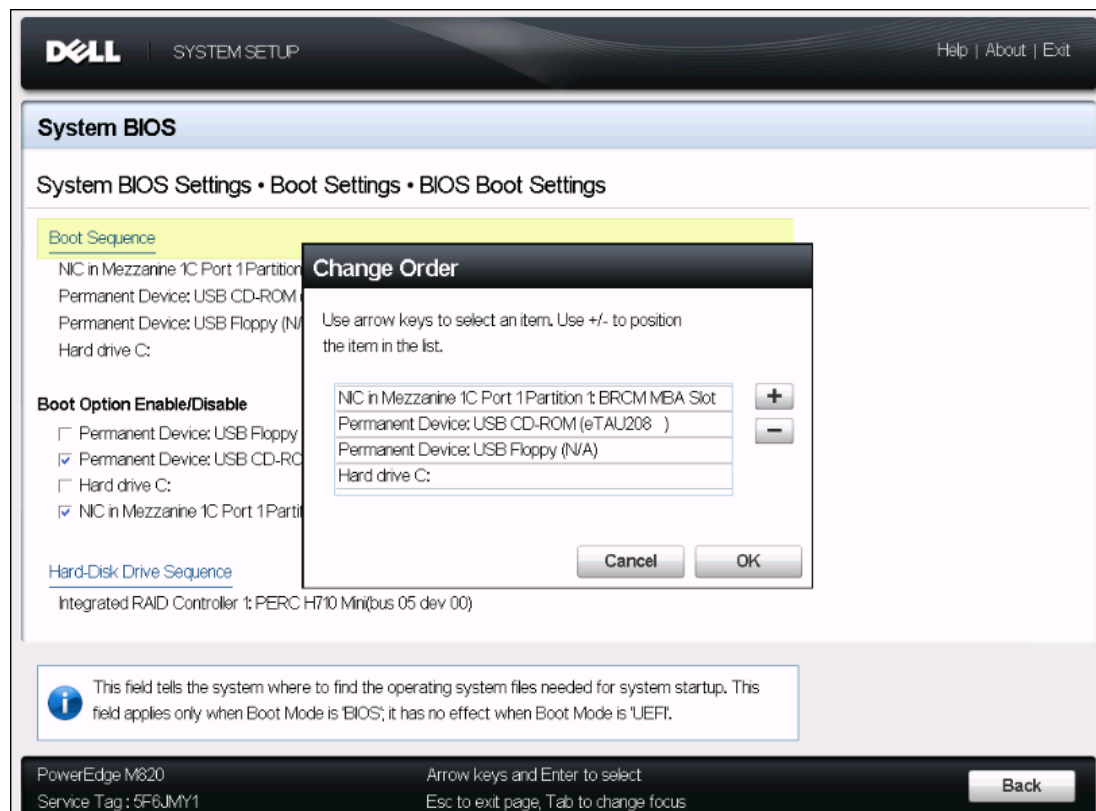 DELL SYSTEM SETUP Help | About | Exit
System BIOS
System BIOS Settings • Boot Settings • BIOS Boot Settings
Boot Sequence
NIC in Mezzanine 1C Port 1 Partition
Permanent Device: USB CD-ROM
Permanent Device: USB Floppy (N/
Hard drive C:
Boot Option Enable/Disable
Permanent Device: USB Floppy
Permanent Device: USB CD-RO
Hard drive C:
NIC in Mezzanine 1C Port 1 Parti
Hard-Disk Drive Sequence
Integrated RAID Controller 1: PERC H710 Mini(bus 05 dev 00)
Change Order
Use arrow keys to select an item. Use +/- to position
the item in the list.
NIC in Mezzanine 1C Port 1 Partition 1: BRCM MBA Slot
Permanent Device: USB CD-ROM (eTAU208 )
Permanent Device: USB Floppy (N/A)
Hard drive C:
+
−
Cancel OK
This field tells the system where to find the operating system files needed for system startup. This
field applies only when Boot Mode is 'BIOS'; it has no effect when Boot Mode is 'UEFI'.
PowerEdge M820 Arrow keys and Enter to select
Service Tag : 5F6JMY1 Esc to exit page, Tab to change focus
Back